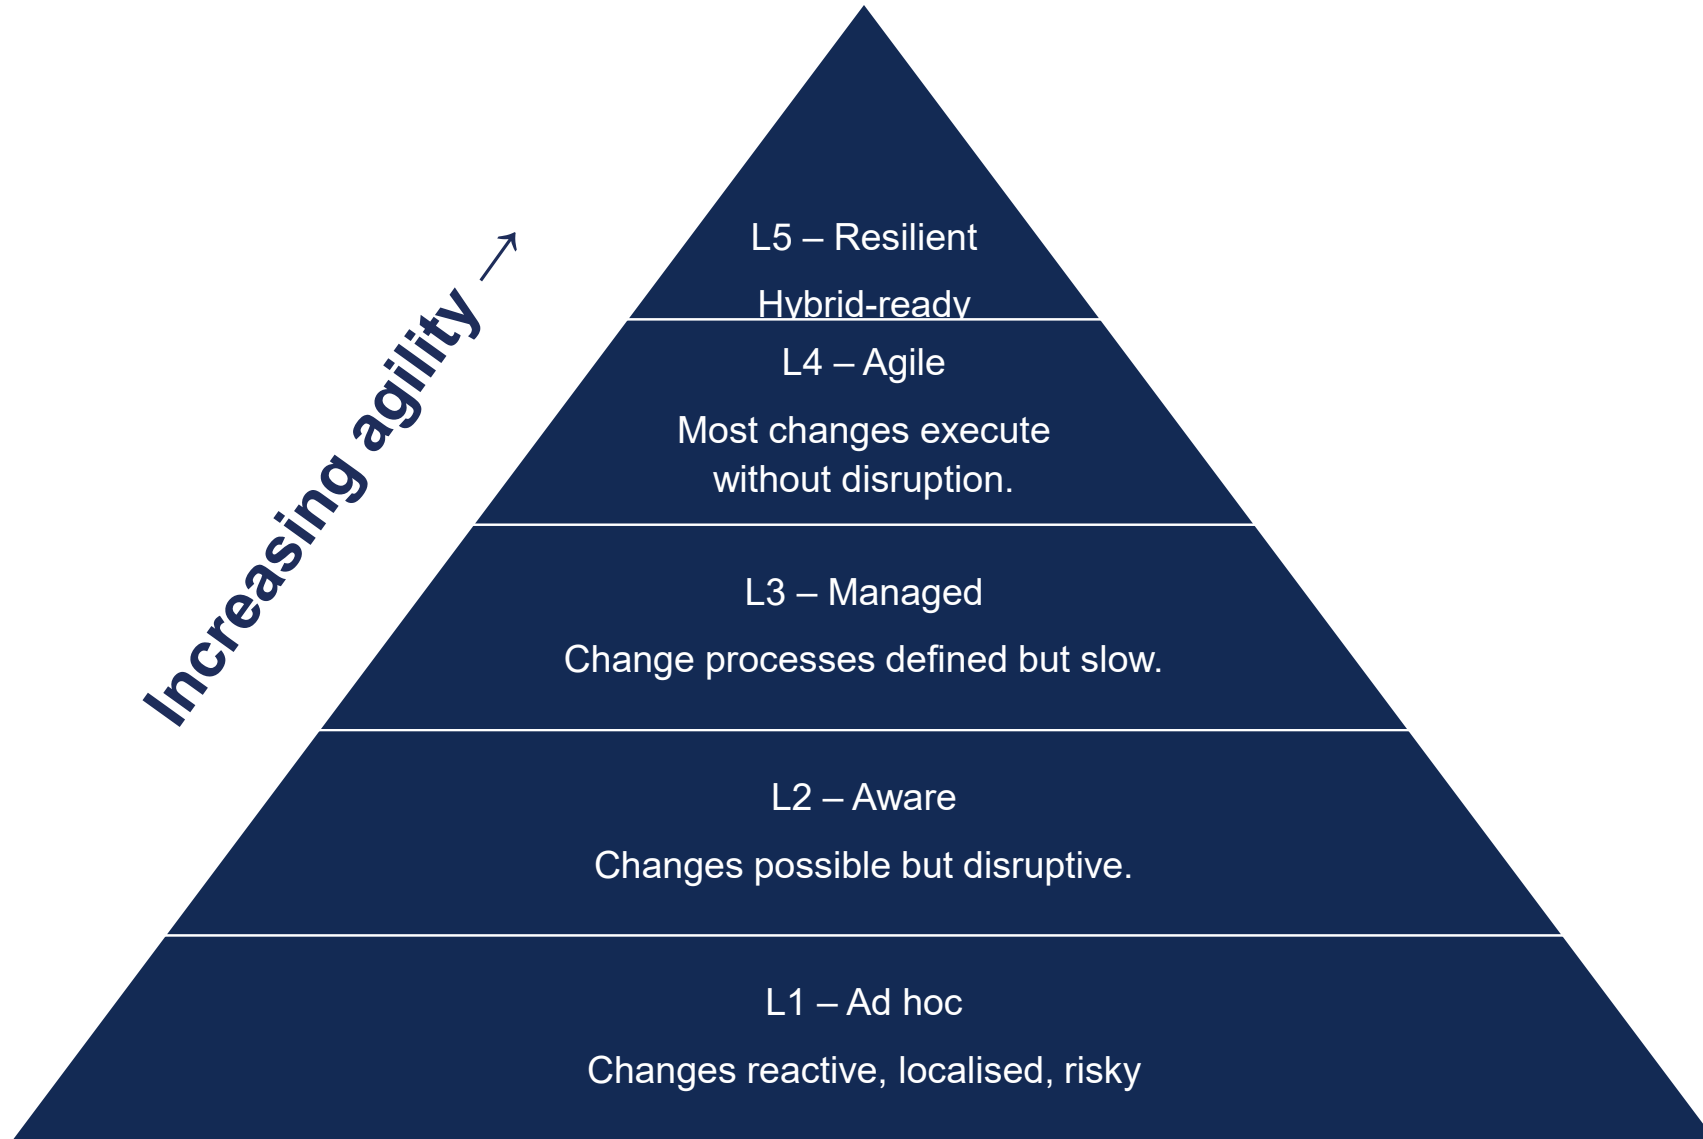 Increasing agility →
L5 – Resilient
Hybrid-ready
L4 – Agile
Most changes execute
without disruption.
L3 – Managed
Change processes defined but slow.
L2 – Aware
Changes possible but disruptive.
L1 – Ad hoc
Changes reactive, localised, risky